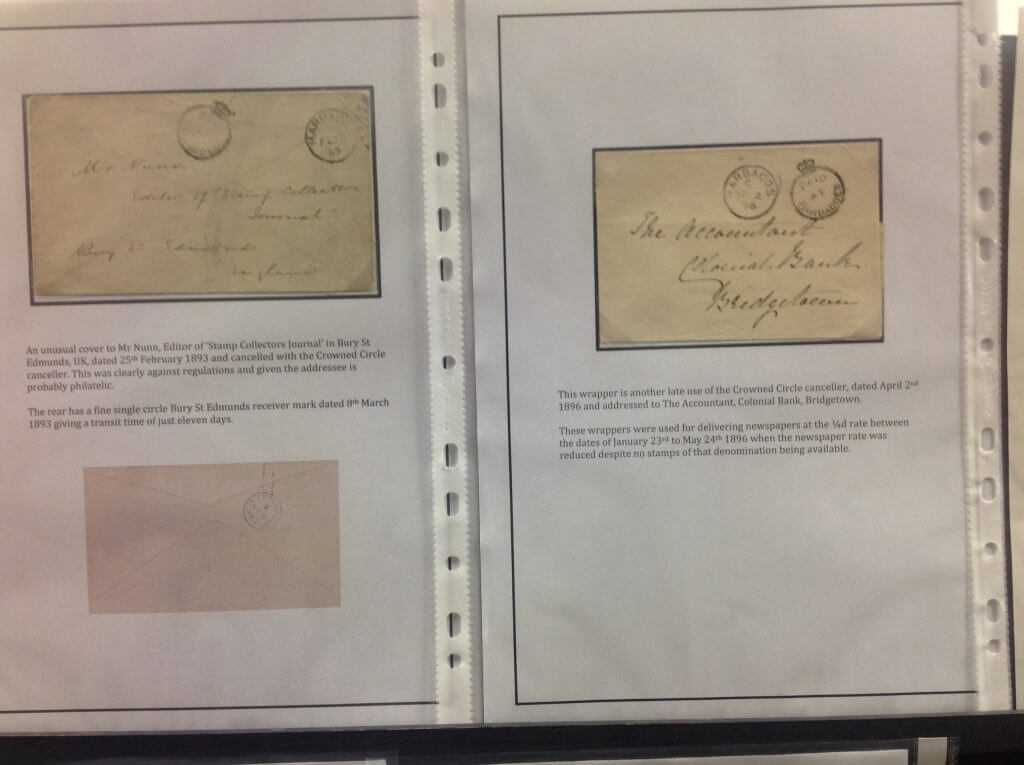 BARBADOS
Mr Nunn
Editor of "Stamp Collectors
Journal"
Bury St Edmunds
England
An unusual cover to Mr Nunn, Editor of 'Stamp Collectors Journal' in Bury St
Edmunds, UK, dated 25th February 1893 and cancelled with the Crowned Circle
canceller. This was clearly against regulations and given the addressee is
probably philatelic.
The rear has a fine single circle Bury St Edmunds receiver mark dated 8th March
1893 giving a transit time of just eleven days.
BARBADOS
PAID
AT
BARBADOES
The Accountant
Colonial Bank
Bridgetown
This wrapper is another late use of the Crowned Circle canceller, dated April 2nd
1896 and addressed to The Accountant, Colonial Bank, Bridgetown.
These wrappers were used for delivering newspapers at the ¼d rate between
the dates of January 23rd to May 24th 1896 when the newspaper rate was
reduced despite no stamps of that denomination being available.